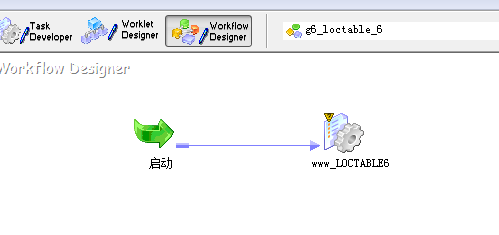 Task
Developer
Worklet
Designer
Workflow
Designer
g6_loctable_6
Workflow Designer
启动
www_LOCTABLE6